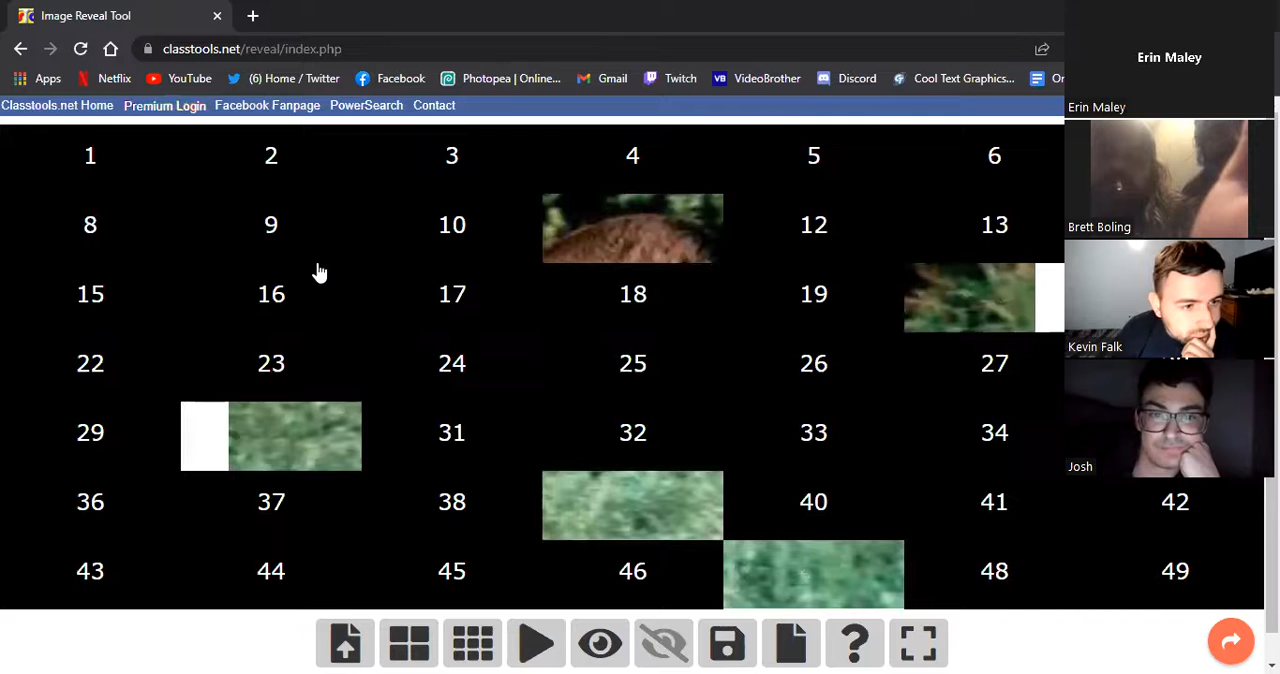 Image Reveal Tool
classtools.net/reveal/index.php
Apps Netflix YouTube (6) Home / Twitter Facebook Photopea | Online... Gmail Twitch VB VideoBrother Discord Cool Text Graphics... Or
Classtools.net Home Premium Login Facebook Fanpage PowerSearch Contact
Erin Maley
Erin Maley
1 2 3 4 5 6
8 9 10 12 13
Brett Boling
15 16 17 18 19
Kevin Falk
22 23 24 25 26 27
29 31 32 33 34
Josh
36 37 38 40 41 42
43 44 45 46 48 49
?